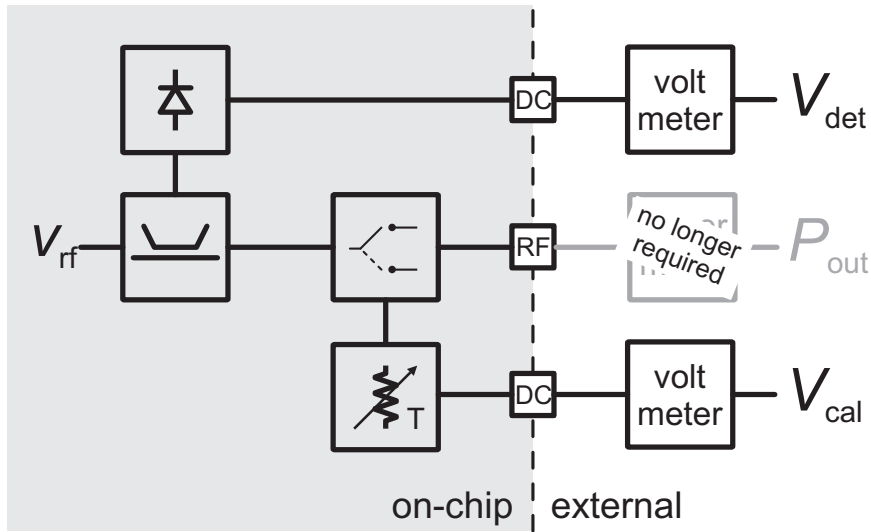 DC
volt
meter
V det
v rf
RF
no longer
required
P out
T
DC
volt
meter
V cal
on-chip
external